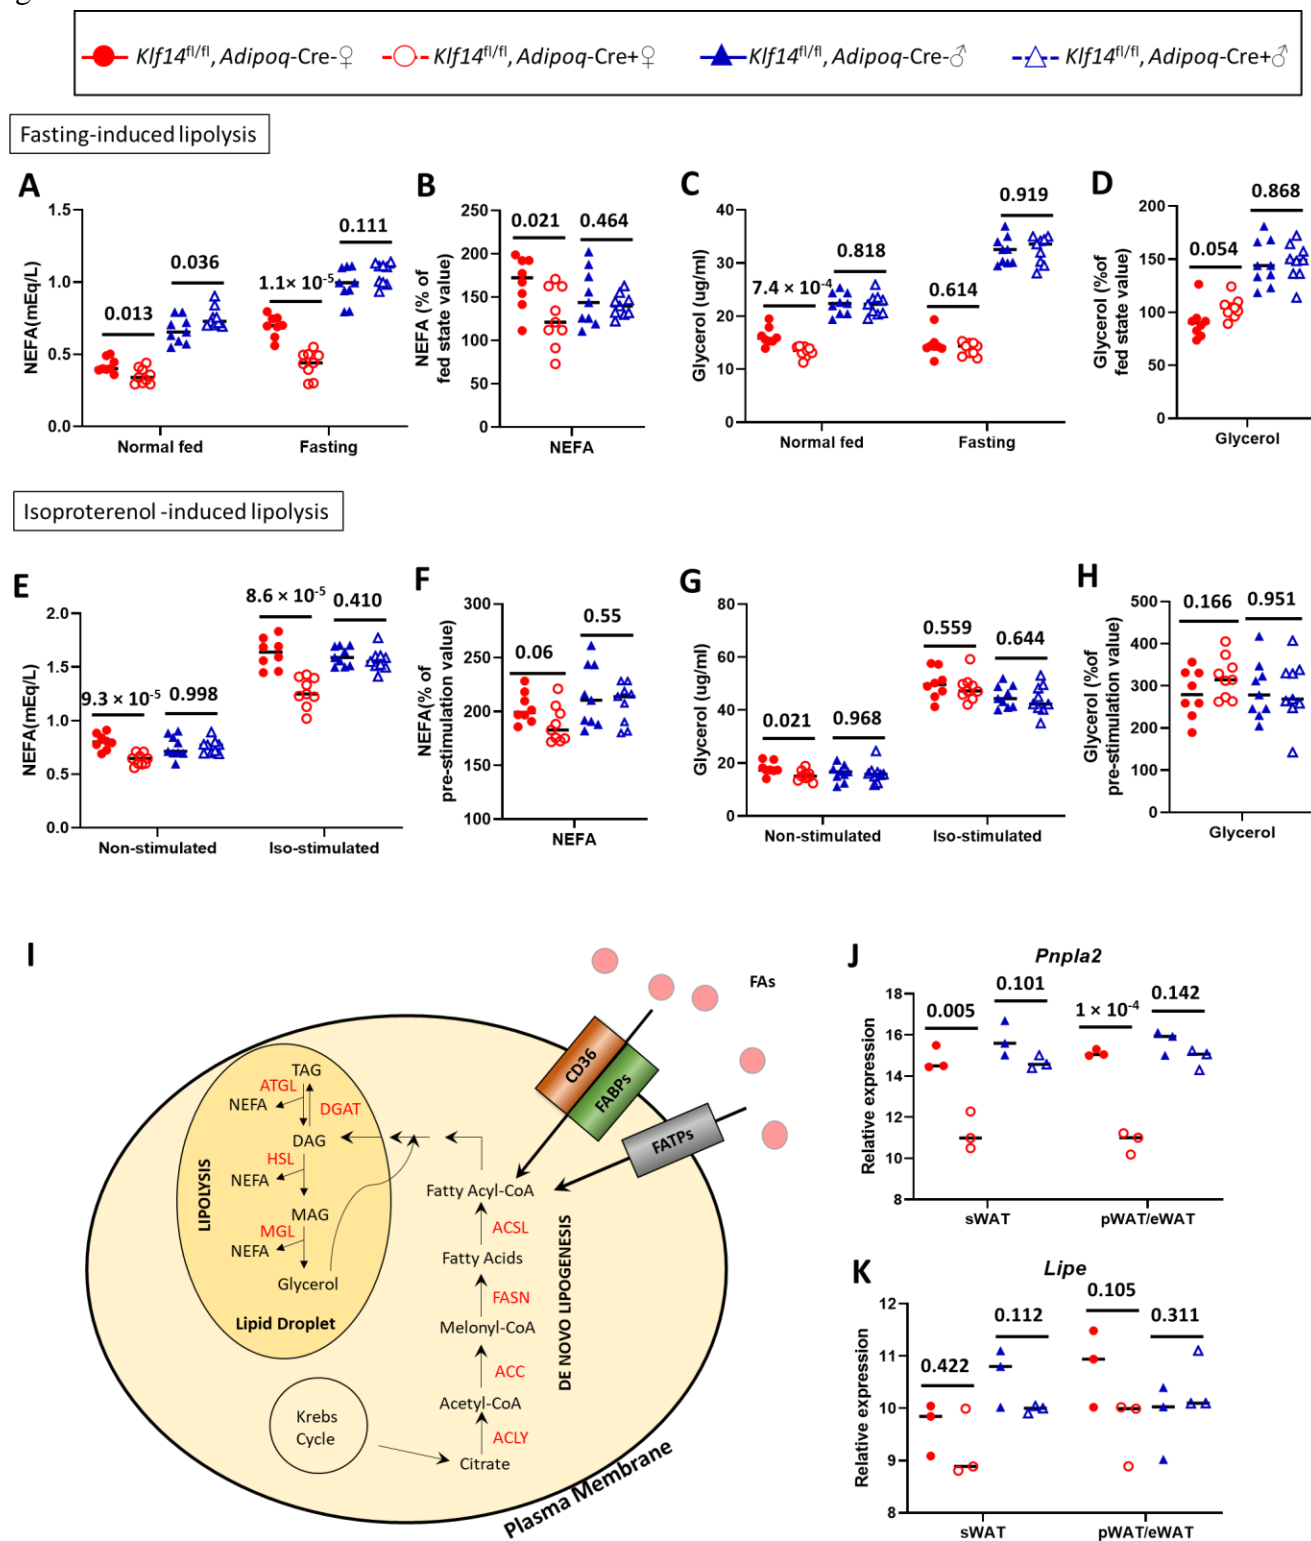 Klf14fl/fl, Adipoq-Cre-♀ Klf14fl/fl, Adipoq-Cre+♀ Klf14fl/fl, Adipoq-Cre-♂ Klf14fl/fl, Adipoq-Cre+♂
Fasting-induced lipolysis
A
NEFA(mEq/L)
1.5
1.0
0.5
0.0
0.013
0.036
1.1 × 10-5
0.111
Normal fed
Fasting
B
NEFA (% of
fed state value)
250
200
150
100
50
0
0.021
0.464
NEFA
C
Glycerol (ug/ml)
40
30
20
10
0
7.4 × 10-4
0.818
0.614
0.919
Normal fed
Fasting
D
Glycerol (%of
fed state value)
200
150
100
50
0
0.054
0.868
Glycerol
Isoproterenol -induced lipolysis
E
NEFA(mEq/L)
2.0
1.5
1.0
0.5
0.0
9.3 × 10-5
0.998
8.6 × 10-5
0.410
Non-stimulated
Iso-stimulated
F
NEFA(% of
pre-stimulation value)
300
250
200
150
100
0.06
0.55
NEFA
G
Glycerol (ug/ml)
80
60
40
20
0
0.021
0.968
0.559
0.644
Non-stimulated
Iso-stimulated
H
Glycerol (%of
pre-stimulation value)
500
400
300
200
100
0
0.166
0.951
Glycerol
I
FAs
CD36
FABPs
FATPs
TAG
ATGL
NEFA
DGAT
DAG
HSL
NEFA
MAG
MGL
NEFA
Glycerol
LIPOLYSIS
Lipid Droplet
Fatty Acyl-CoA
ACSL
Fatty Acids
FASN
Melonyl-CoA
ACC
Acetyl-CoA
ACLY
Citrate
DE NOVO LIPOGENESIS
Krebs
Cycle
Plasma Membrane
J
Pnpla2
Relative expression
18
16
14
12
10
8
0.005
0.101
1 × 10-4
0.142
sWAT
pWAT/eWAT
K
Lipe
Relative expression
12
11
10
9
8
0.422
0.112
0.105
0.311
sWAT
pWAT/eWAT